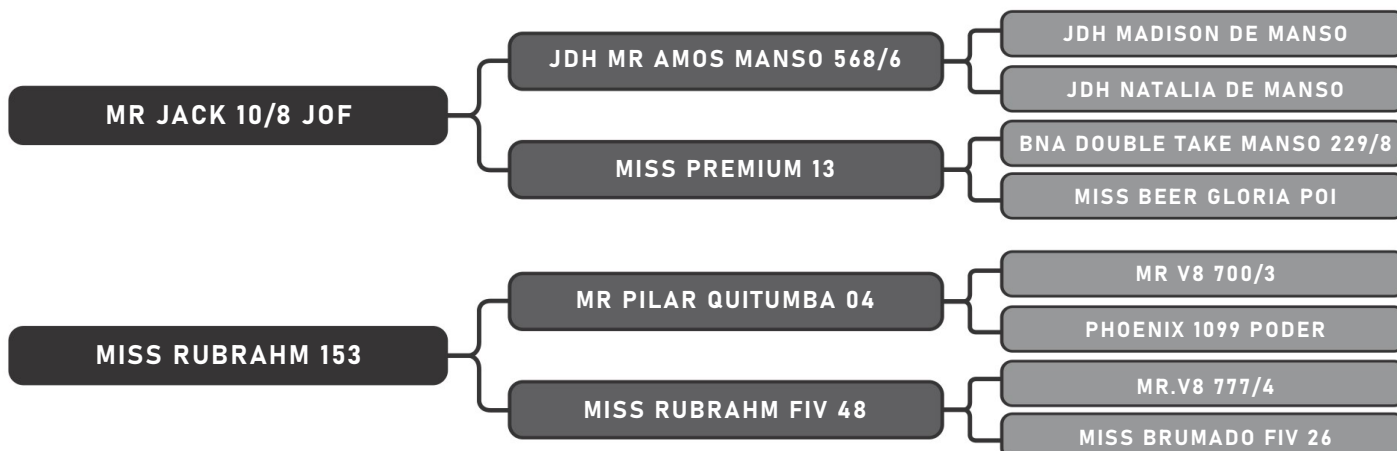 MR JACK 10/8 JOF
JDH MR AMOS MANSO 568/6
JDH MADISON DE MANSO
JDH NATALIA DE MANSO
MISS PREMIUM 13
BNA DOUBLE TAKE MANSO 229/8
MISS BEER GLORIA POI
MISS RUBRAHM 153
MR PILAR QUITUMBA 04
MR V8 700/3
PHOENIX 1099 PODER
MISS RUBRAHM FIV 48
MR.V8 777/4
MISS BRUMADO FIV 26